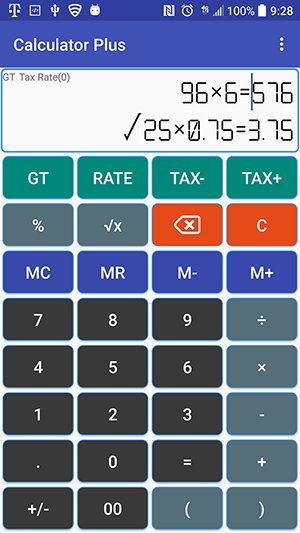 100% 9:28
Calculator Plus
GT Tax Rate(0)
96×6=576
√25×0.75=3.75
GT RATE TAX- TAX+
% √x C
MC MR M- M+
7 8 9 ÷
4 5 6 ×
1 2 3 -
. 0 = +
+/- 00 ( )